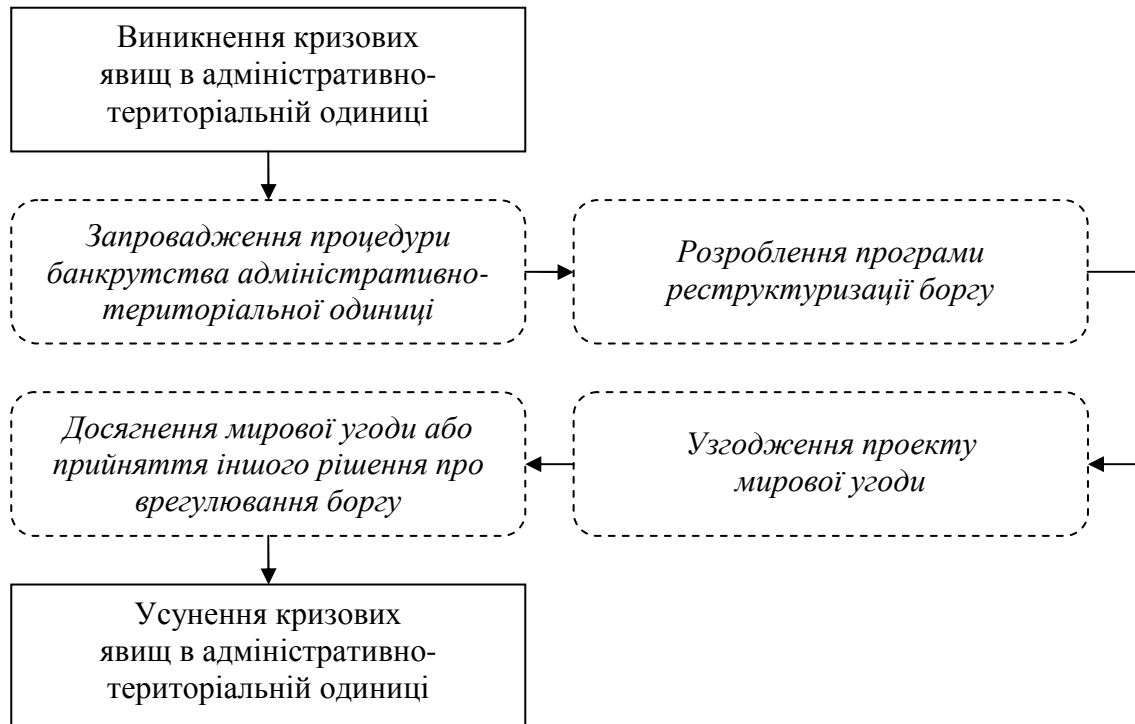 Виникнення кризових
явищ в адміністративно-
територіальній одиниці
Запровадження процедури
банкрутства адміністративно-
територіальної одиниці
Розроблення програми
реструктуризації боргу
Узгодження проекту
мирової угоди
Досягнення мирової угоди або
прийняття іншого рішення про
врегулювання боргу
Усунення кризових
явищ в адміністративно-
територіальній одиниці